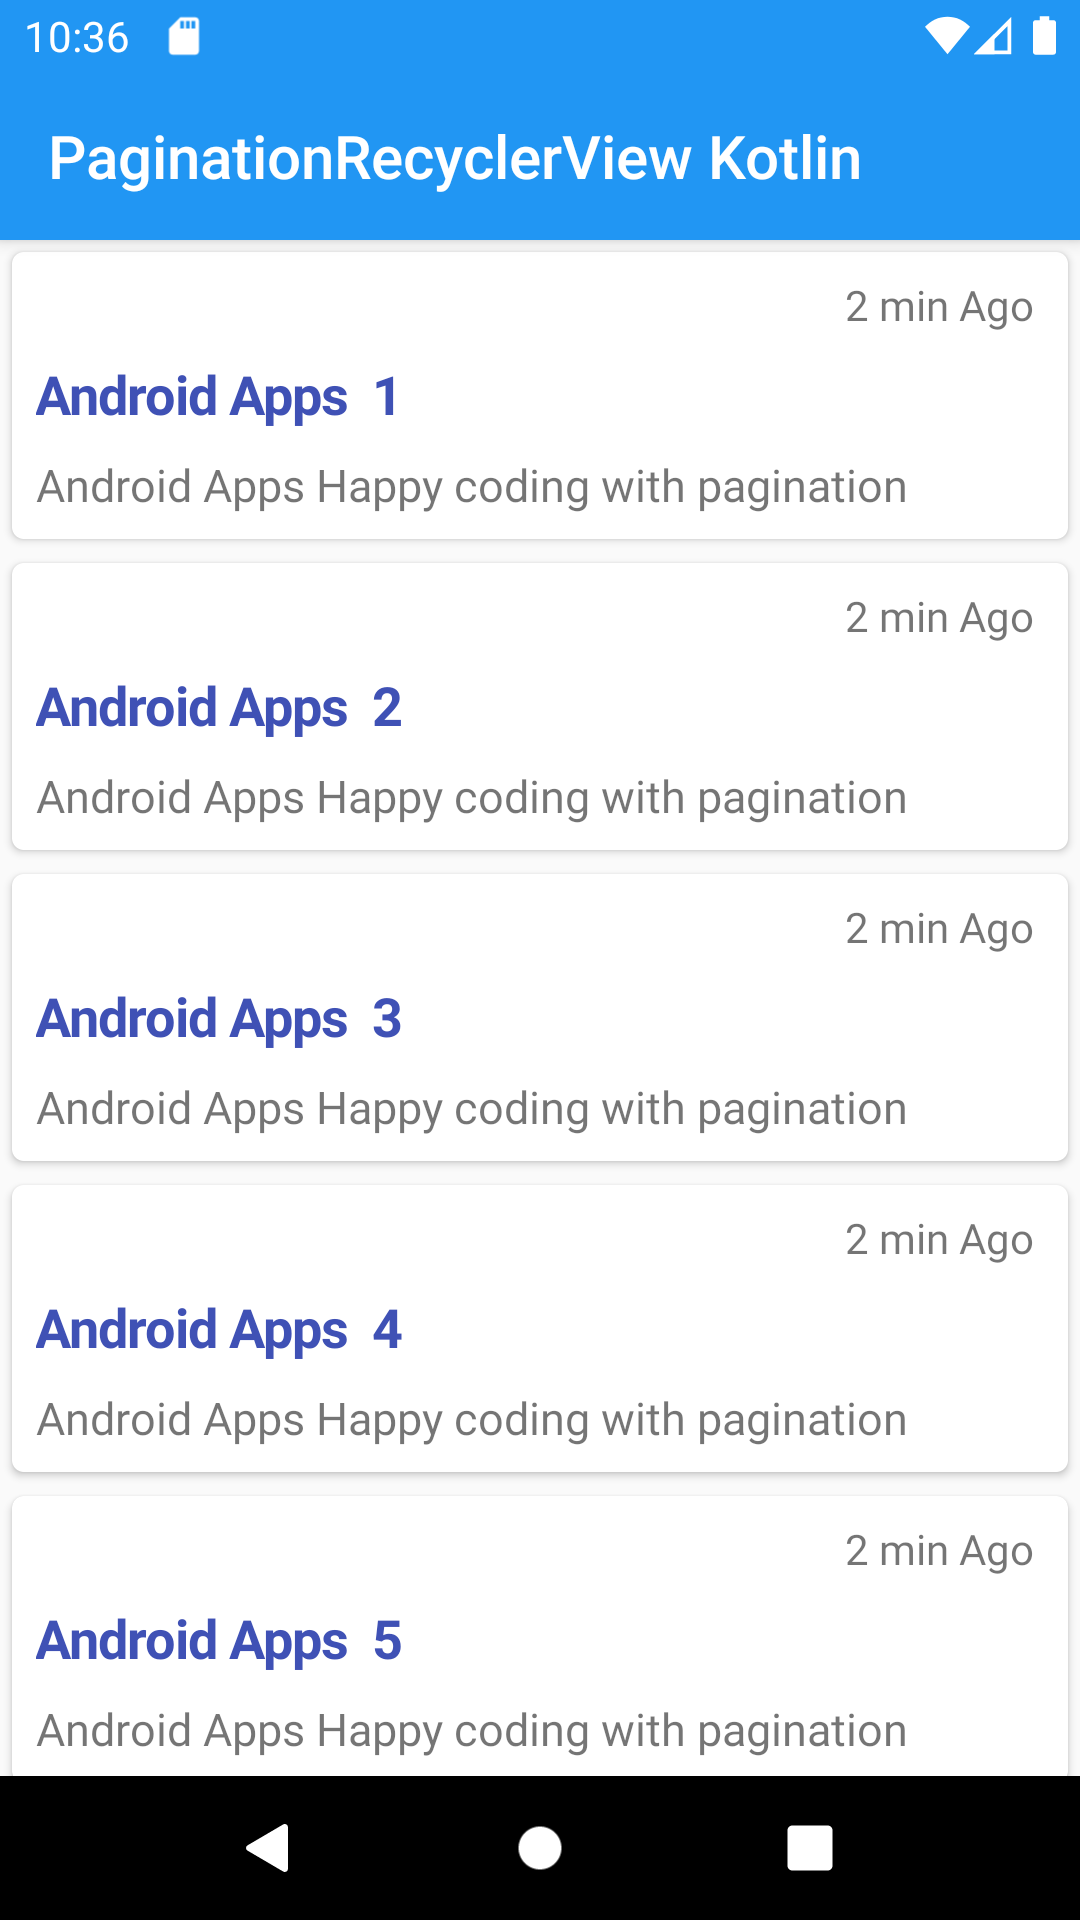 10:36
PaginationRecyclerView Kotlin
2 min Ago
Android Apps 1
Android Apps Happy coding with pagination
2 min Ago
Android Apps 2
Android Apps Happy coding with pagination
2 min Ago
Android Apps 3
Android Apps Happy coding with pagination
2 min Ago
Android Apps 4
Android Apps Happy coding with pagination
2 min Ago
Android Apps 5
Android Apps Happy coding with pagination